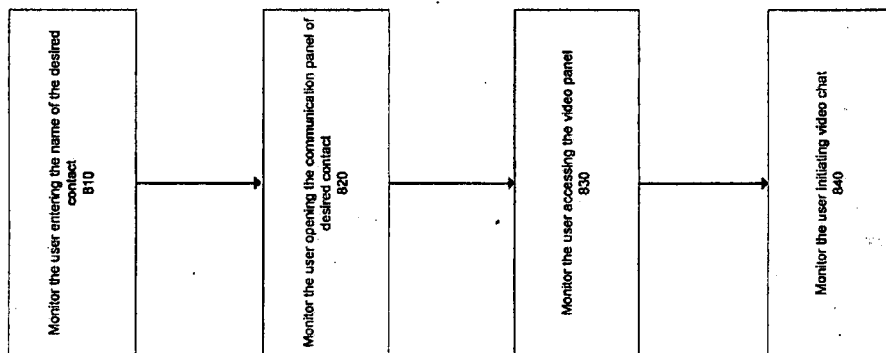 Monitor the user entering the name of the desired
contact
810
Monitor the user opening the communication panel of
desired contact
820
Monitor the user accessing the video panel
830
Monitor the user initiating video chat
840